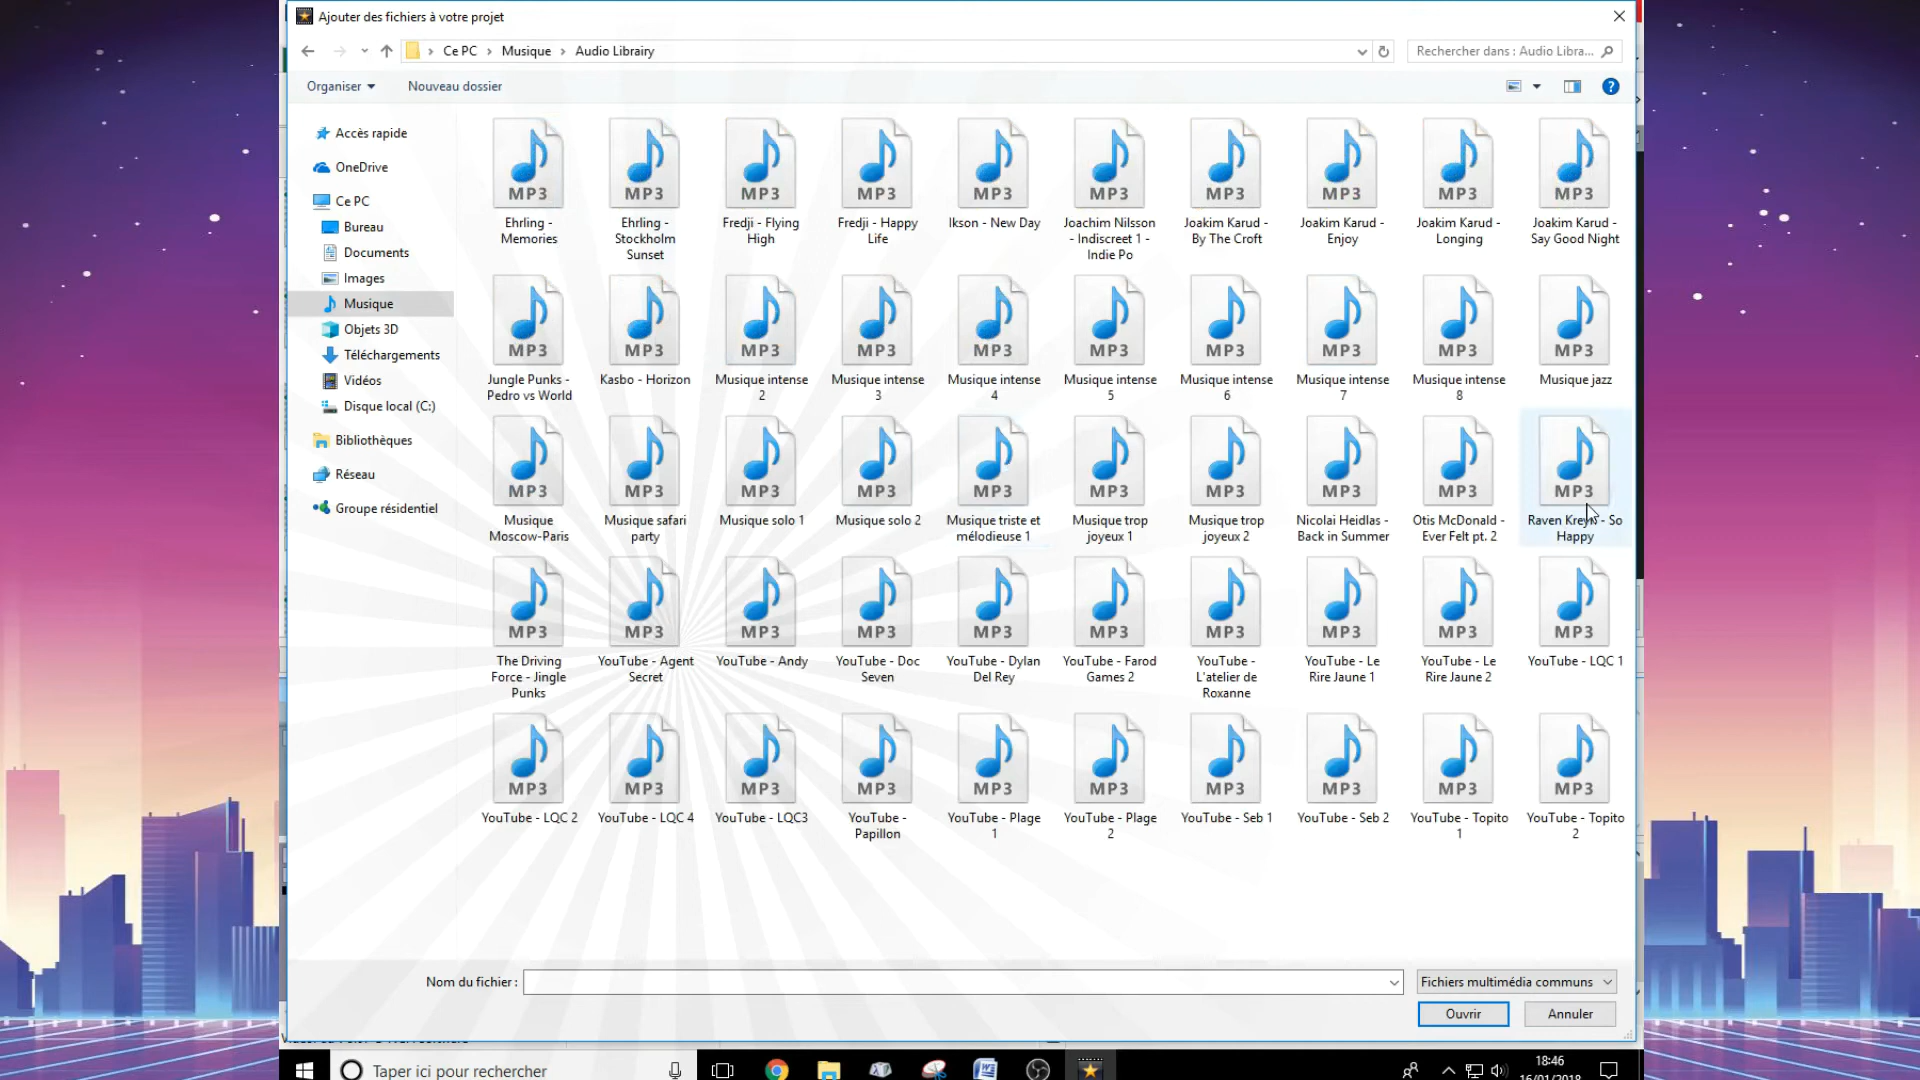 Ajouter des fichiers à votre projet
Ce PC
Musique
Audio Librairy
Rechercher dans : Audio Libra...
Organiser
Nouveau dossier
Accès rapide
OneDrive
Ce PC
Bureau
Documents
Images
Musique
Objets 3D
Téléchargements
Vidéos
Disque local (C:)
Bibliothèques
Réseau
Groupe résidentiel
MP3
Ehrling -
Memories
MP3
Ehrling -
Stockholm
Sunset
MP3
Fredji - Flying
High
MP3
Fredji - Happy
Life
MP3
Ikson - New Day
MP3
Joachim Nilsson
- Indiscreet 1 -
Indie Po
MP3
Joakim Karud -
By The Croft
MP3
Joakim Karud -
Enjoy
MP3
Joakim Karud -
Longing
MP3
Joakim Karud -
Say Good Night
MP3
Jungle Punks -
Pedro vs World
MP3
Kasbo - Horizon
MP3
Musique intense
2
MP3
Musique intense
3
MP3
Musique intense
4
MP3
Musique intense
5
MP3
Musique intense
6
MP3
Musique intense
7
MP3
Musique intense
8
MP3
Musique jazz
MP3
Musique
Moscow-Paris
MP3
Musique safari
party
MP3
Musique solo 1
MP3
Musique solo 2
MP3
Musique triste et
mélodieuse 1
MP3
Musique trop
joyeux 1
MP3
Musique trop
joyeux 2
MP3
Nicolai Heidlas -
Back in Summer
MP3
Otis McDonald -
Ever Felt pt. 2
MP3
Raven Kreyn - So
Happy
MP3
The Driving
Force - Jingle
Punks
MP3
YouTube - Agent
Secret
MP3
YouTube - Andy
MP3
YouTube - Doc
Seven
MP3
YouTube - Dylan
Del Rey
MP3
YouTube - Farod
Games 2
MP3
YouTube -
L'atelier de
Roxanne
MP3
YouTube - Le
Rire Jaune 1
MP3
YouTube - Le
Rire Jaune 2
MP3
YouTube - LQC 1
MP3
YouTube - LQC 2
MP3
YouTube - LQC 4
MP3
YouTube - LQC3
MP3
YouTube -
Papillon
MP3
YouTube - Plage
1
MP3
YouTube - Plage
2
MP3
YouTube - Seb 1
MP3
YouTube - Seb 2
MP3
YouTube - Topito
1
MP3
YouTube - Topito
2
Nom du fichier :
Fichiers multimédia communs
Ouvrir
Annuler
Taper ici pour rechercher
18:46
16/01/2018